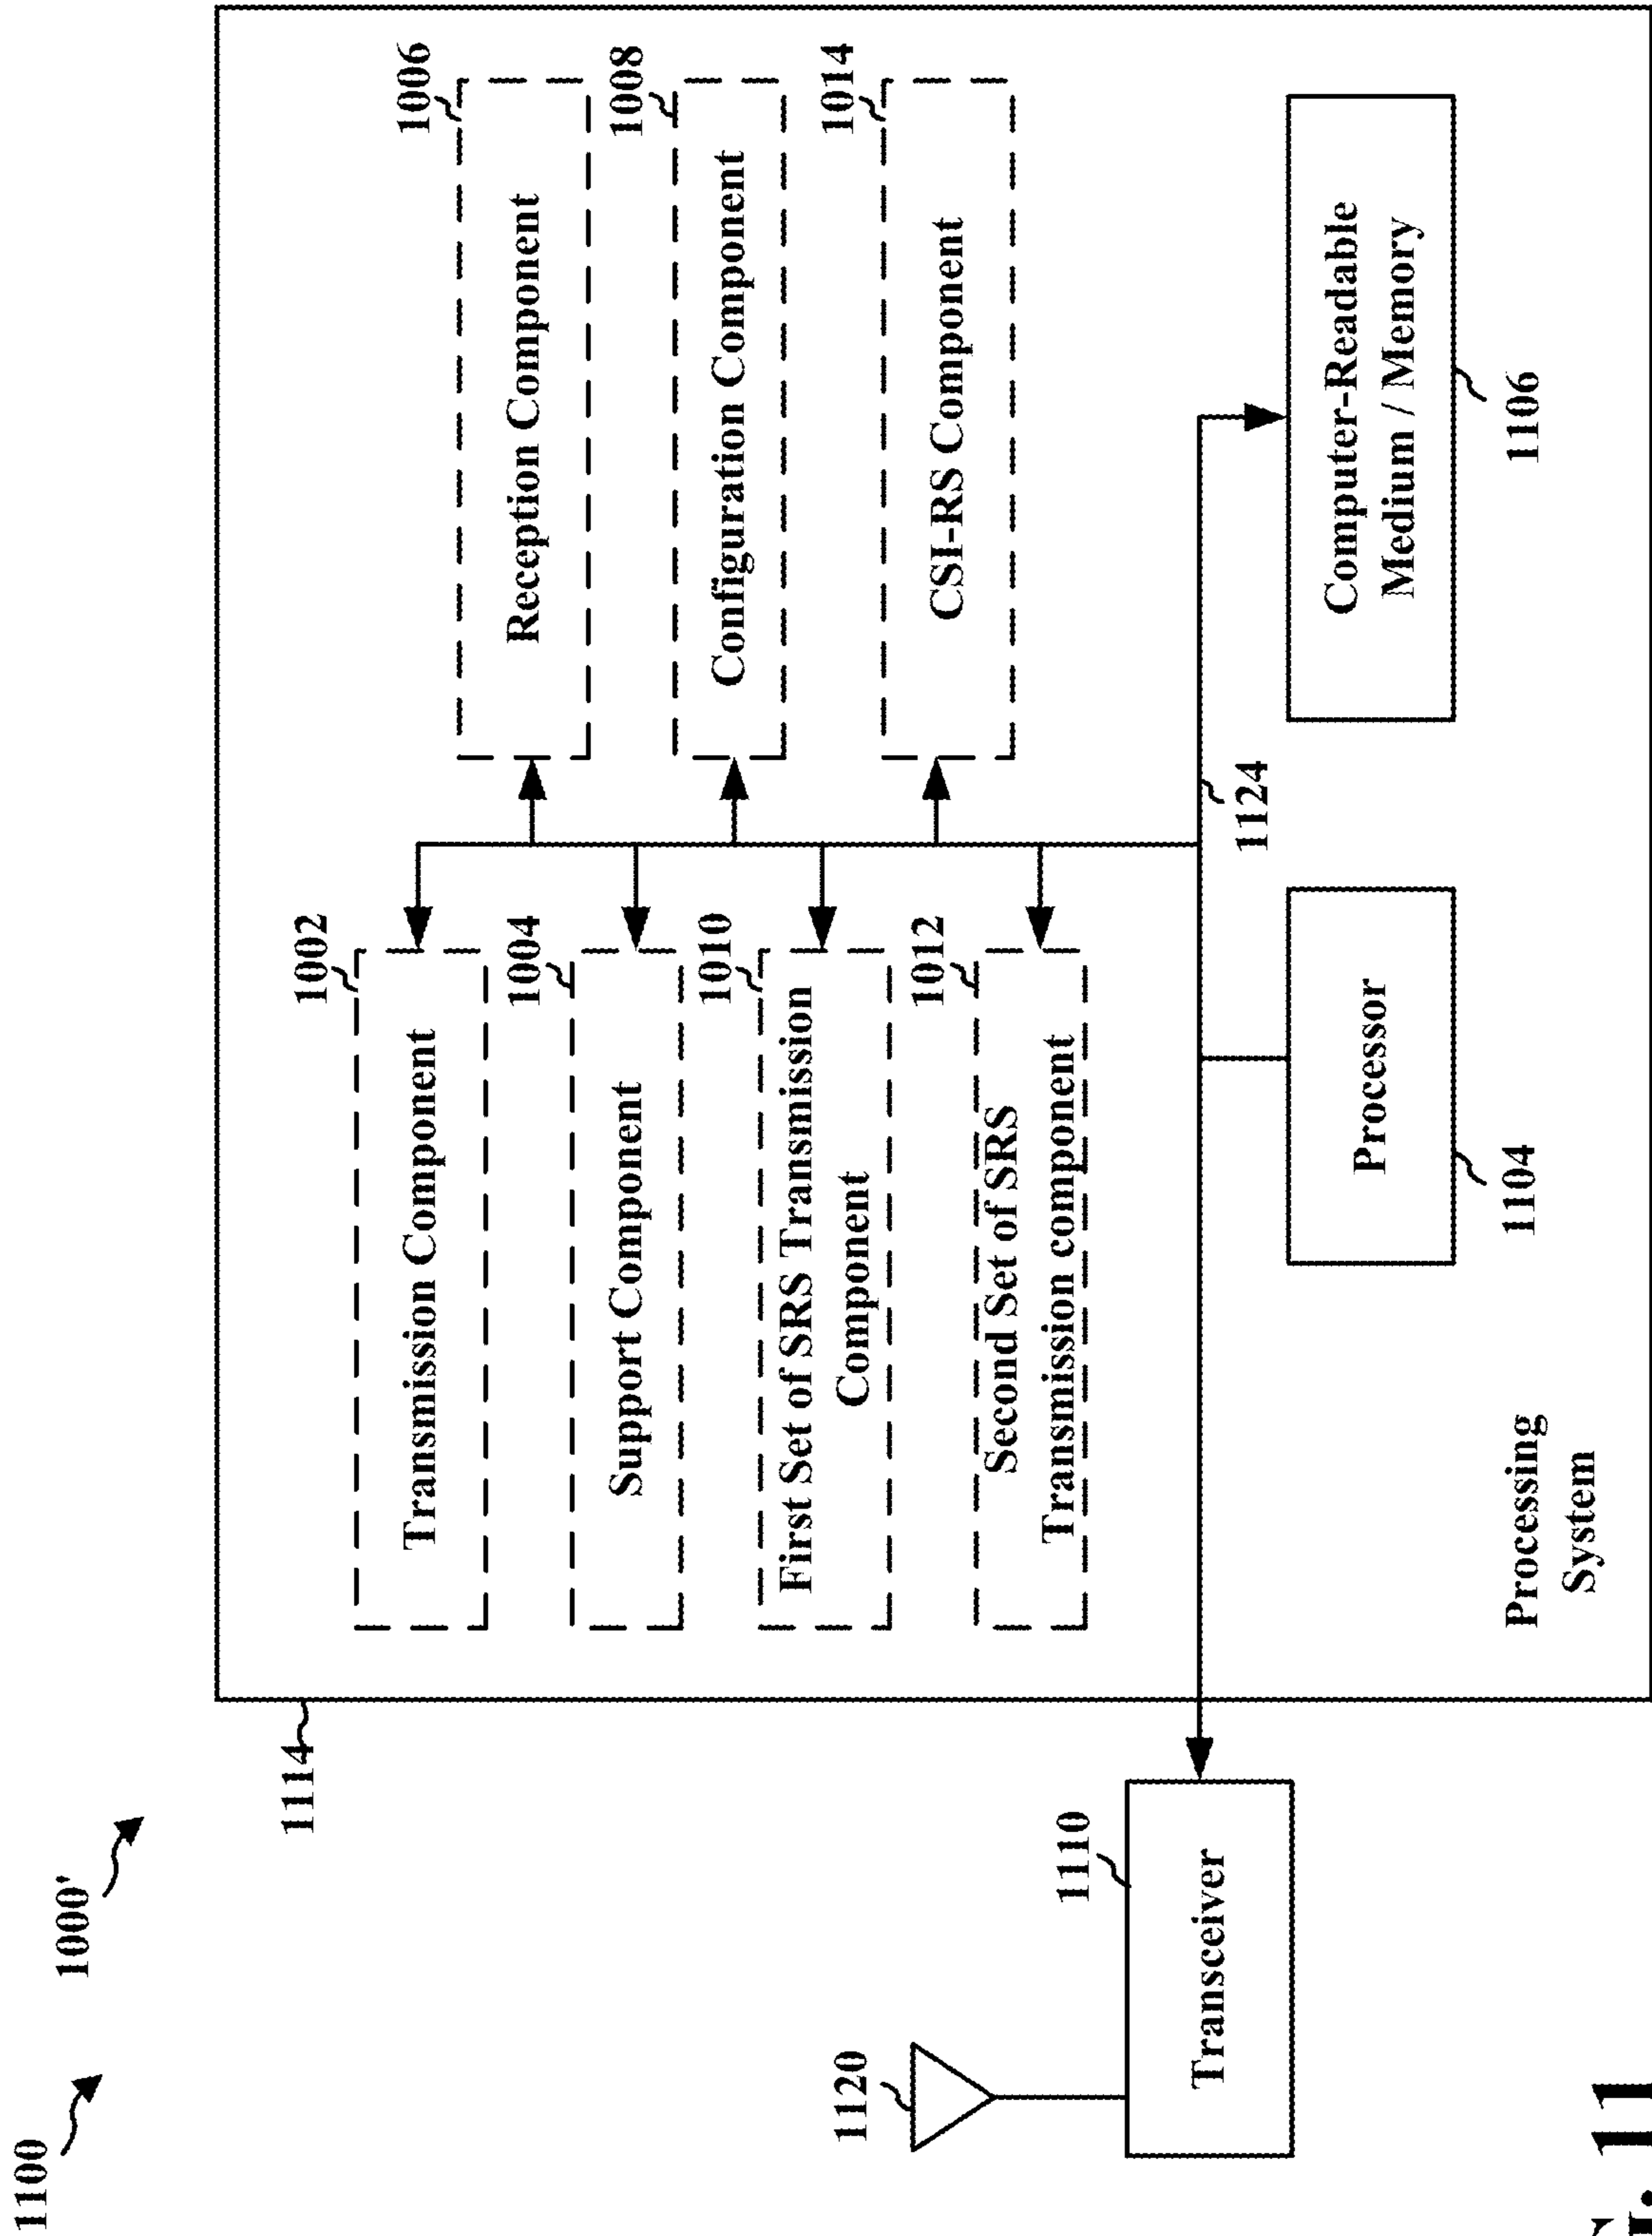 1100
1000'
1114
1002
Transmission Component
1006
Reception Component
1004
Support Component
1008
Configuration Component
1010
First Set of SRS Transmission
Component
1014
CSI-RS Component
1012
Second Set of SRS
Transmission component
1120
1110
Transceiver
1124
Processor
1104
Computer-Readable
Medium / Memory
1106
Processing
System
11